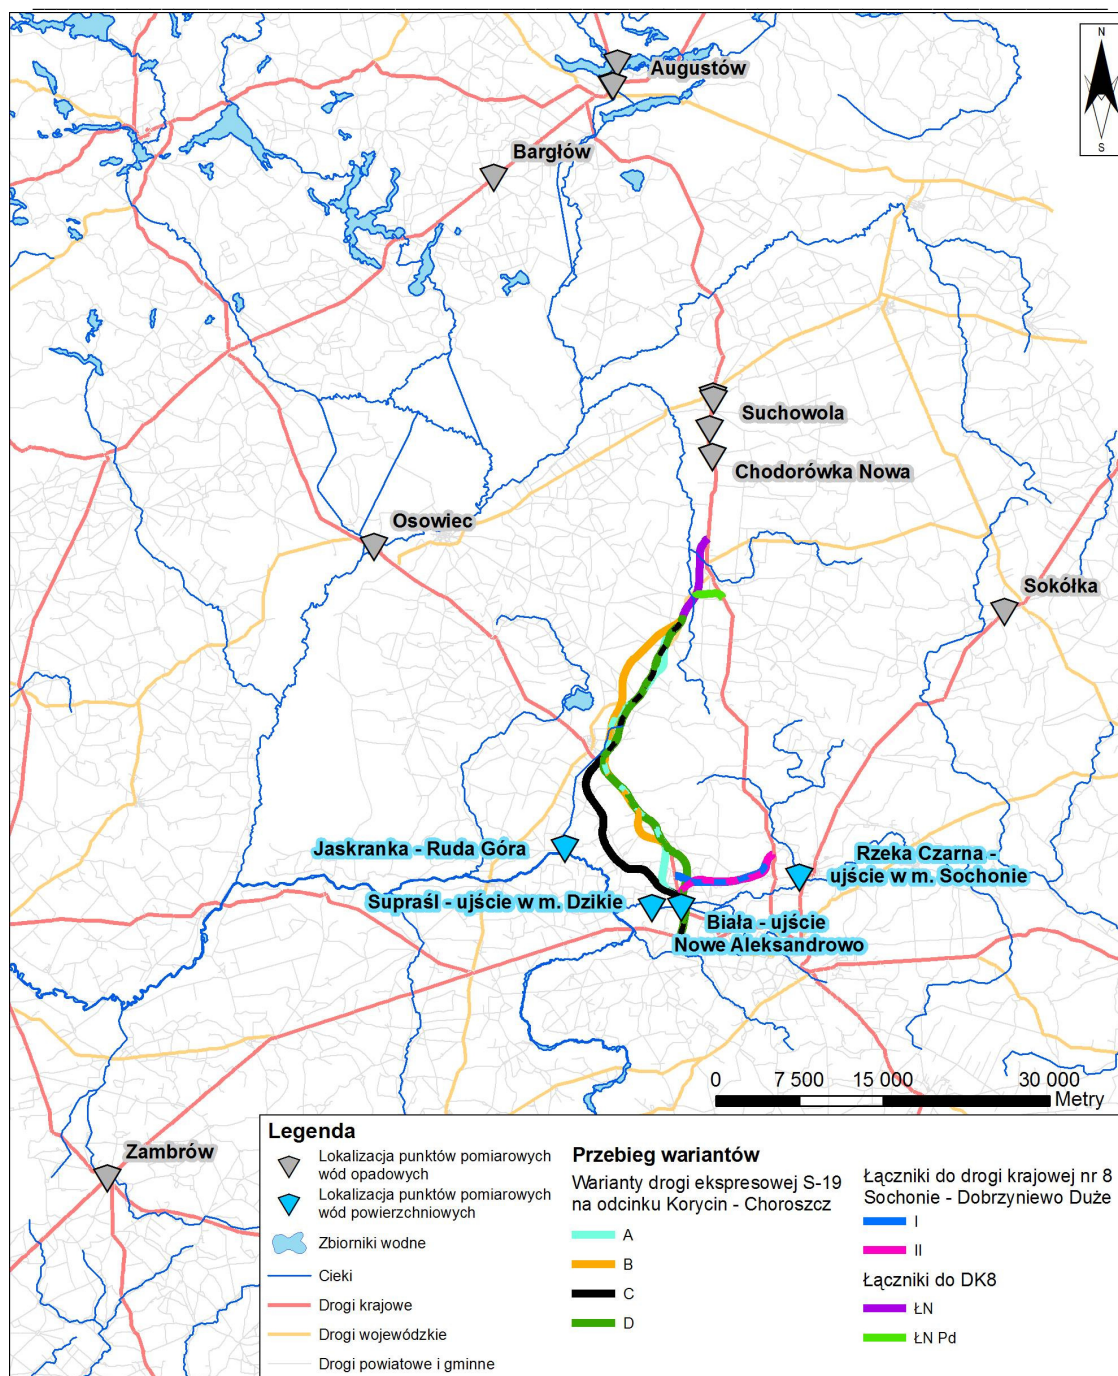 N
S
Augustów
Bargłów
Suchowola
Chodorówka Nowa
Osowiec
Sokółka
Jaskranka - Ruda Góra
Rzeka Czarna -
ujście w m. Sochonie
Supraśl - ujście w m. Dzikie
Biała - ujście
Nowe Aleksandrowo
0 7 500 15 000 30 000
Metry
Zambrów
Legenda
Lokalizacja punktów pomiarowych
wód opadowych
Lokalizacja punktów pomiarowych
wód powierzchniowych
Zbiorniki wodne
Cieki
Drogi krajowe
Drogi wojewódzkie
Drogi powiatowe i gminne
Przebieg wariantów
Warianty drogi ekspresowej S-19
na odcinku Korycin - Choroszcz
A
B
C
D
Łączniki do drogi krajowej nr 8
Sochonie - Dobrzyniewo Duże
I
II
Łączniki do DK8
ŁN
ŁN Pd